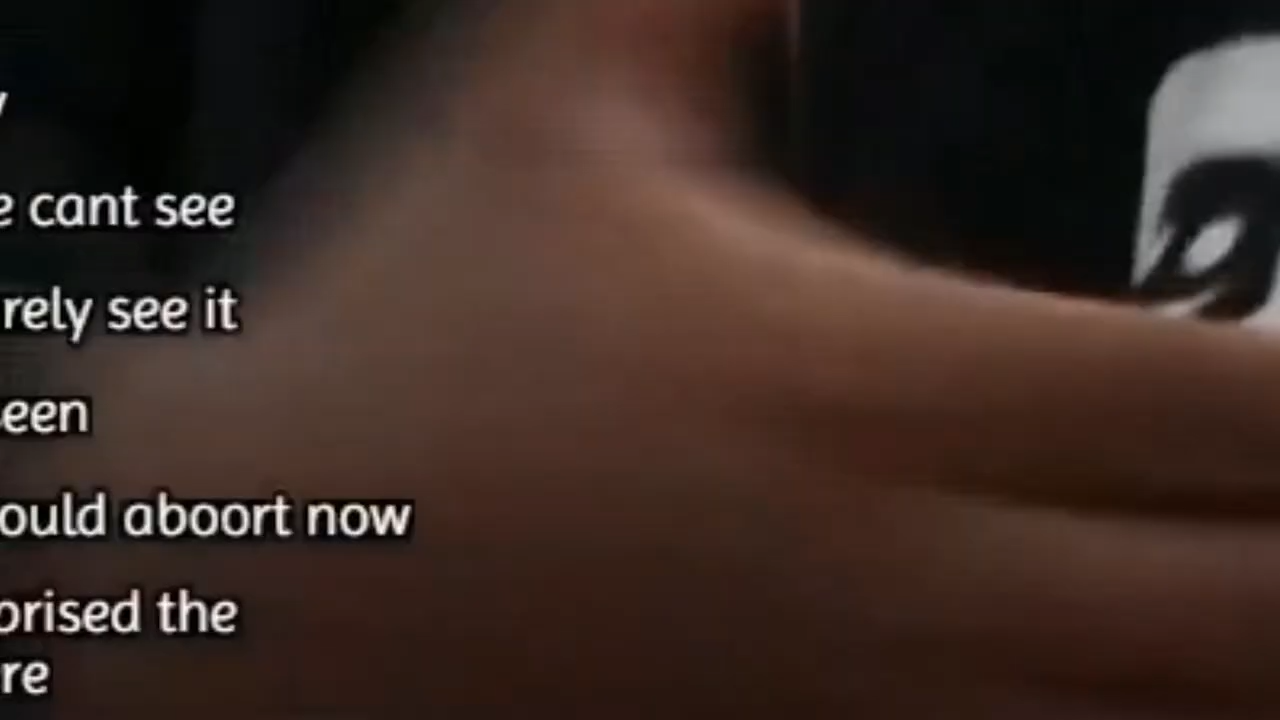 e cant see
rely see it
een
ould aboort now
orised the
re